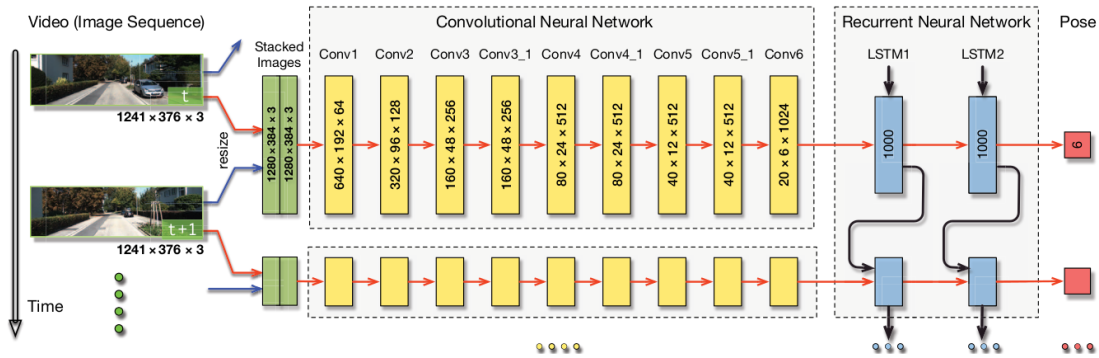 Video (Image Sequence)
t
1241 × 376 × 3
t+1
1241 × 376 × 3
Time
resize
Stacked
Images
1280 × 384 × 3
1280 × 384 × 3
Convolutional Neural Network
Conv1
Conv2
Conv3
Conv3_1
Conv4
Conv4_1
Conv5
Conv5_1
Conv6
640 × 192 × 64
320 × 96 × 128
160 × 48 × 256
160 × 48 × 256
80 × 24 × 512
80 × 24 × 512
40 × 12 × 512
40 × 12 × 512
20 × 6 × 1024
Recurrent Neural Network
LSTM1
LSTM2
1000
1000
Pose
6